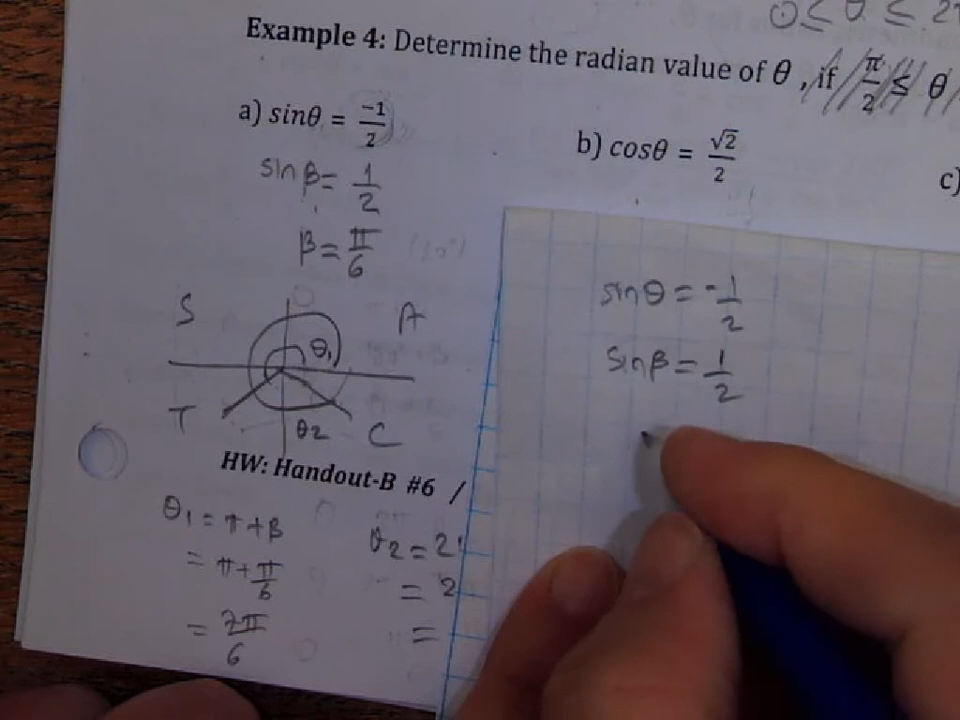 0 ≤ θ ≤ 2
Example 4: Determine the radian value of θ , if π/2 ≤ θ
a) sinθ = -1/2
b) cosθ = √2/2
c)
sin β = 1/2
β = π/6
S
A
θ1
T
θ2
C
HW: Handout-B #6 /
θ1 = π + β
= π + π/6
= 7π/6
θ2 = 2
= 2
=
sinθ = -1/2
sinβ = 1/2